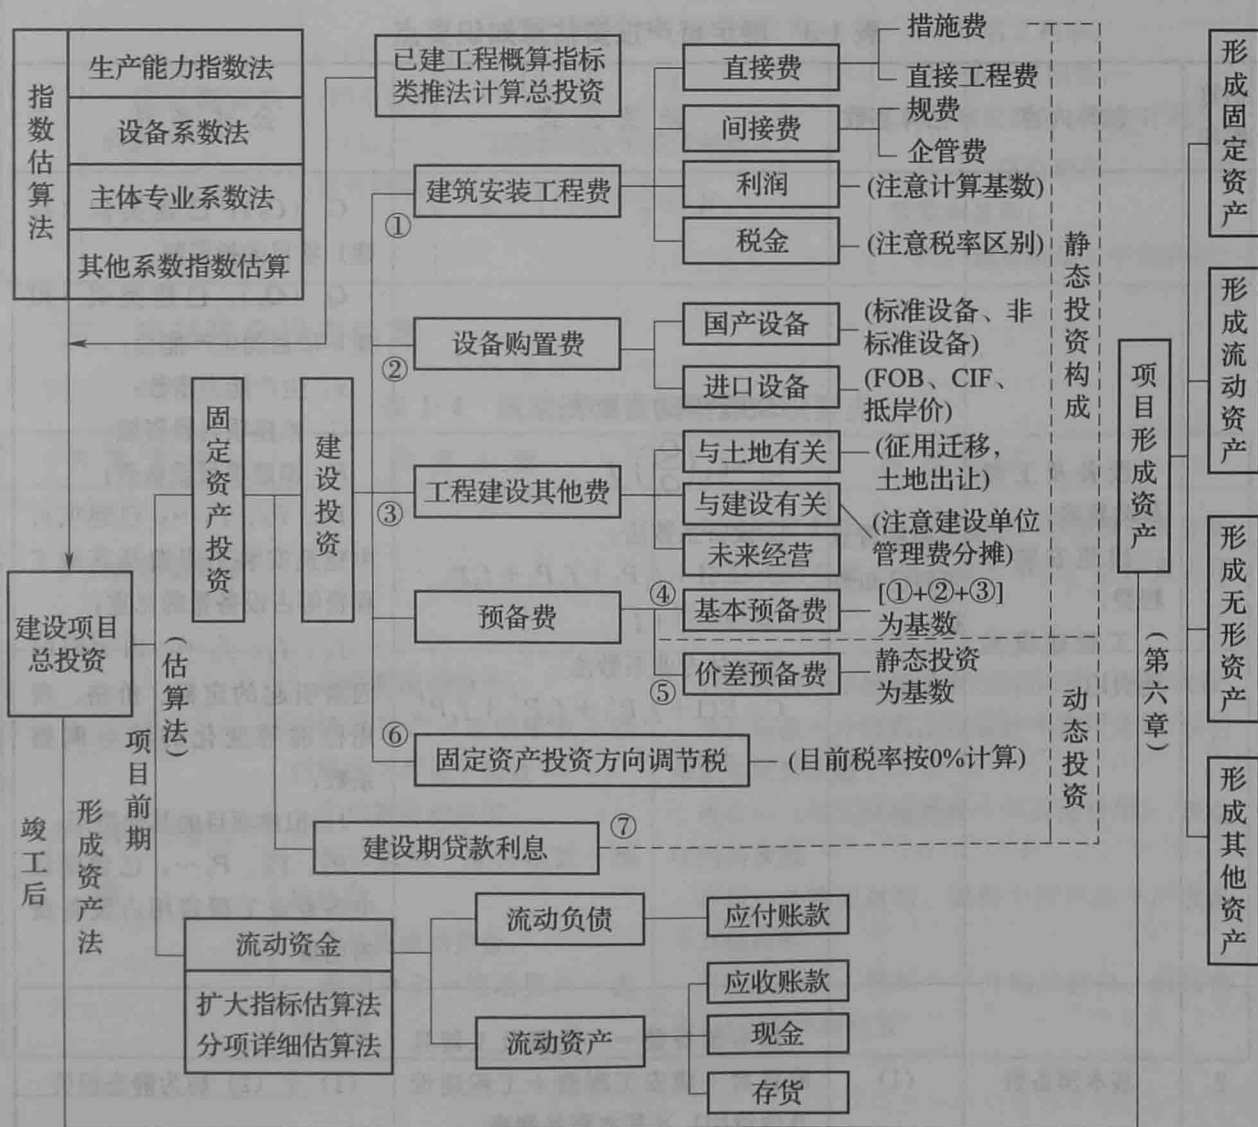 指数估算法
生产能力指数法
设备系数法
主体专业系数法
其他系数指数估算
已建工程概算指标
类推法计算总投资
建筑安装工程费
①
直接费
间接费
利润
税金
措施费
直接工程费
规费
企管费
(注意计算基数)
(注意税率区别)
设备购置费
②
国产设备
进口设备
(标准设备、非
标准设备)
(FOB、CIF、
抵岸价)
固定资产投资
建设投资
③
工程建设其他费
与土地有关
与建设有关
未来经营
(征用迁移,
土地出让)
(注意建设单位
管理费分摊)
预备费
④
基本预备费
[①+②+③]
为基数
⑤
价差预备费
静态投资
为基数
⑥
固定资产投资方向调节税
(目前税率按0%计算)
建设期贷款利息
⑦
静态投资构成
动态投资
建设项目
总投资
(估算法)
项目前期
竣工后
形成资产法
流动资金
扩大指标估算法
分项详细估算法
流动负债
应付账款
流动资产
应收账款
现金
存货
项目形成资产
(第六章)
形成固定资产
形成流动资产
形成无形资产
形成其他资产